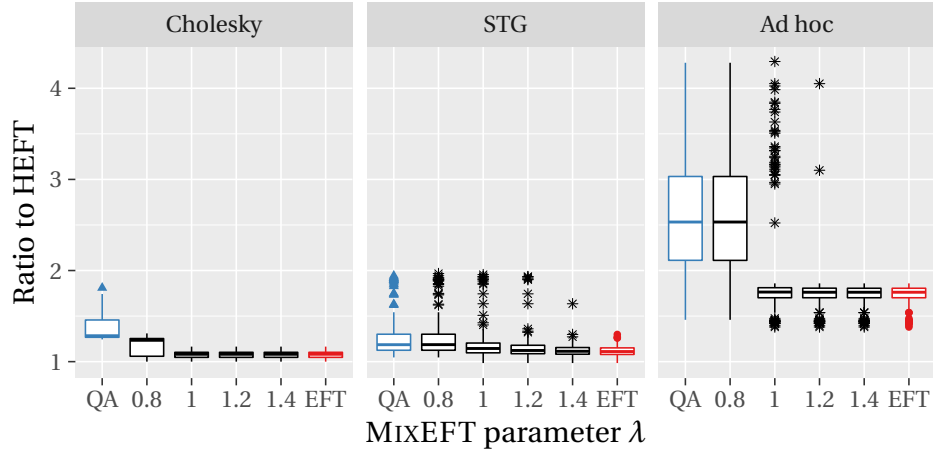 Cholesky STG Ad hoc
Ratio to HEFT
4
3
2
1
QA 0.8 1 1.2 1.4 EFT QA 0.8 1 1.2 1.4 EFT QA 0.8 1 1.2 1.4 EFT
MIXEFT parameter λ